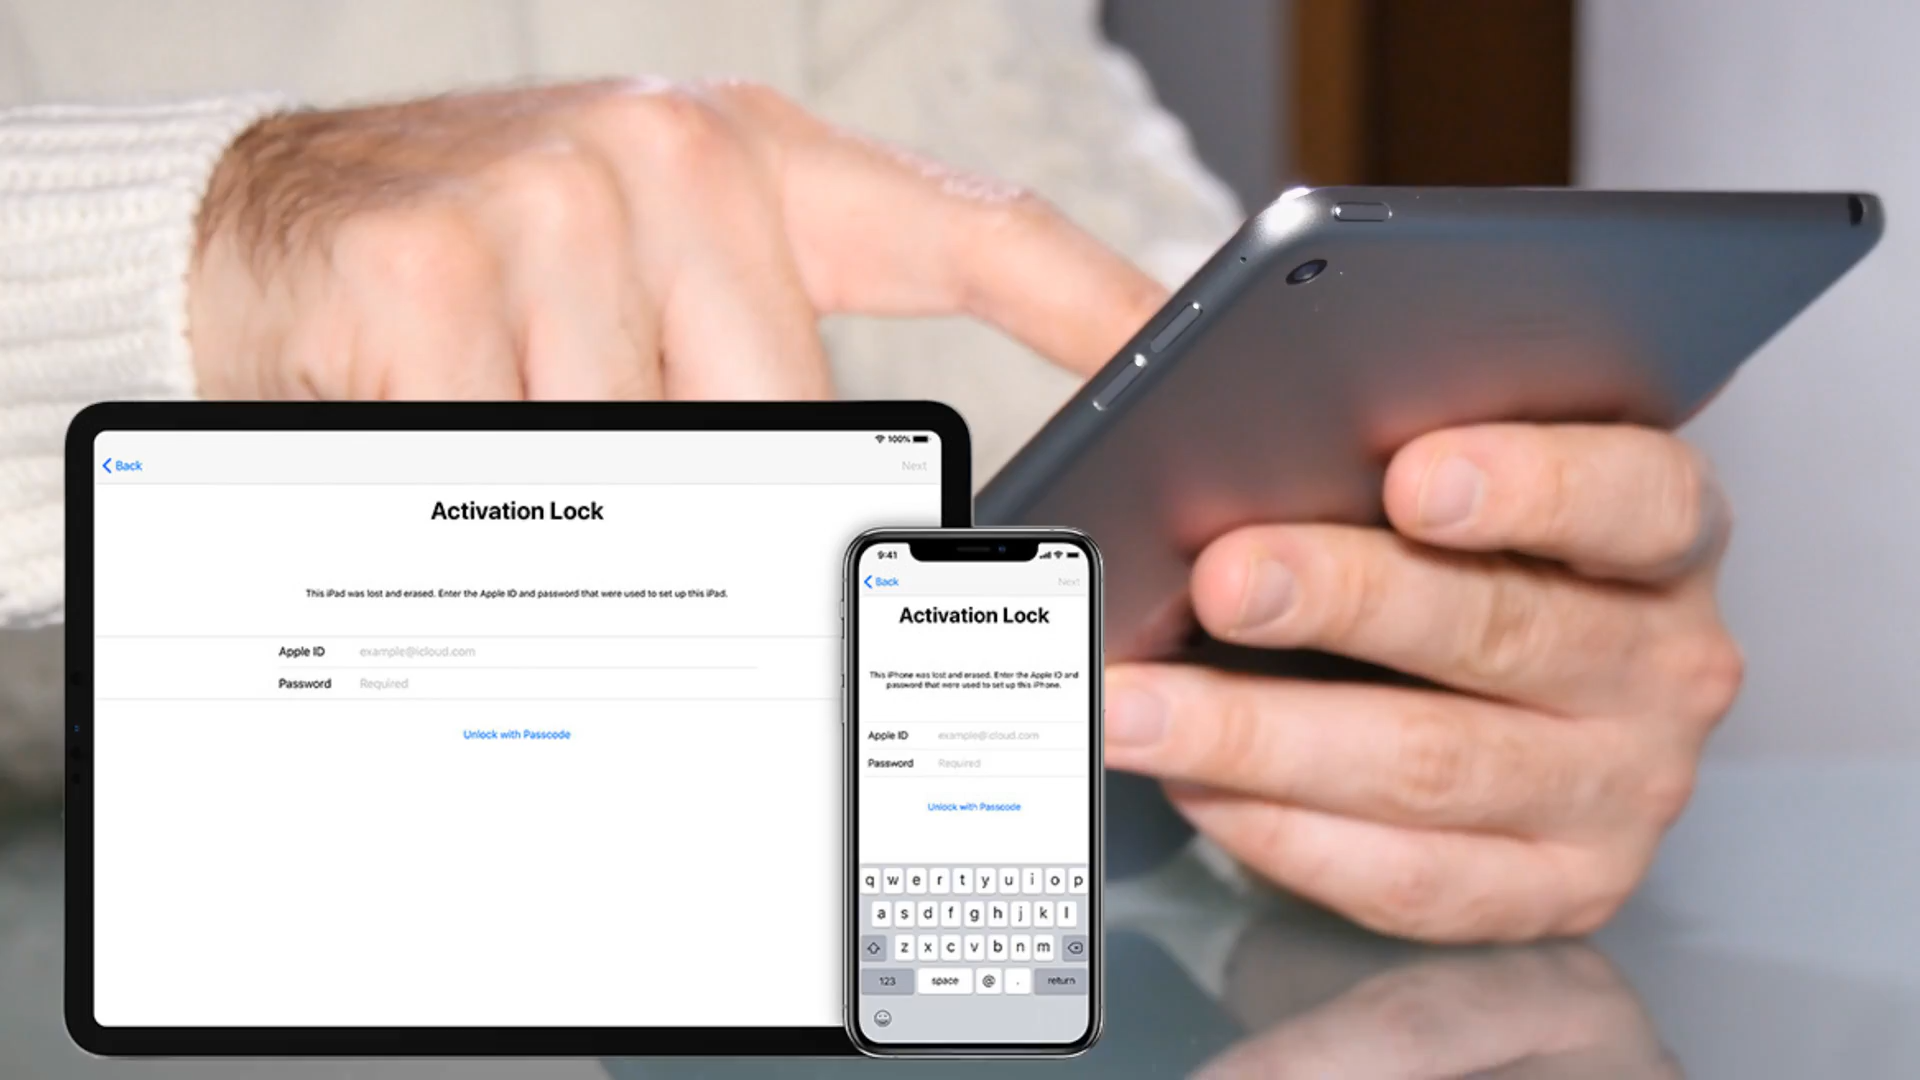 100%
Back
Next
Activation Lock
This iPad was lost and erased. Enter the Apple ID and password that were used to set up this iPad.
Apple ID example@icloud.com
Password Required
Unlock with Passcode
9:41
Back
Next
Activation Lock
This iPhone was lost and erased. Enter the Apple ID and
password that were used to set up this iPhone.
Apple ID example@icloud.com
Password Required
Unlock with Passcode
q w e r t y u i o p
a s d f g h j k l
z x c v b n m
123 space @ . return